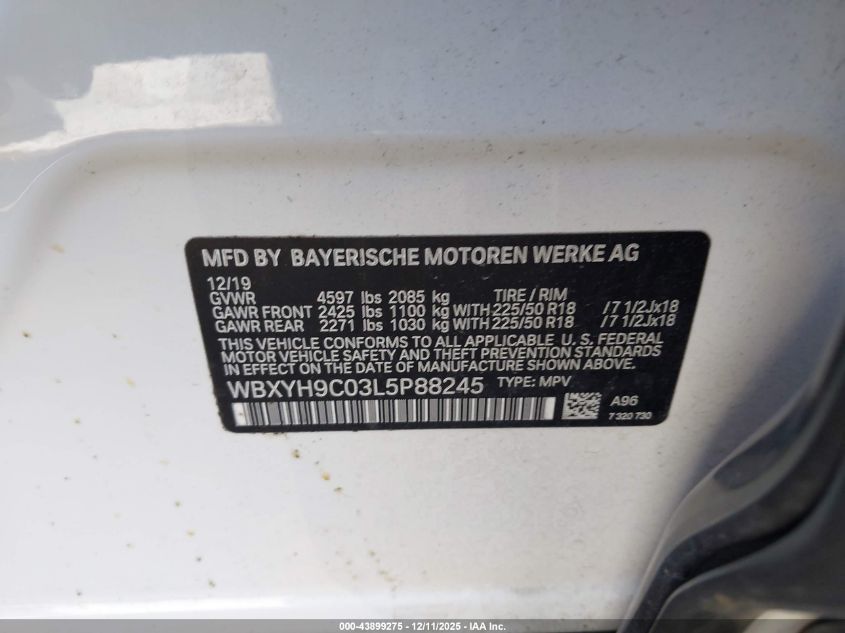 MFD BY BAYERISCHE MOTOREN WERKE AG
12/19
GVWR 4597 lbs 2085 kg TIRE / RIM
GAWR FRONT 2425 lbs 1100 kg WITH 225/50 R18 /7 1/2Jx18
GAWR REAR 2271 lbs 1030 kg WITH 225/50 R18 /7 1/2Jx18
THIS VEHICLE CONFORMS TO ALL APPLICABLE U. S. FEDERAL
MOTOR VEHICLE SAFETY AND THEFT PREVENTION STANDARDS
IN EFFECT ON THE DATE OF MANUFACTURE SHOWN ABOVE.
WBXYH9C03L5P88245 TYPE: MPV
A96
7 320 730
000-43899275 - 12/11/2025 - IAA Inc.